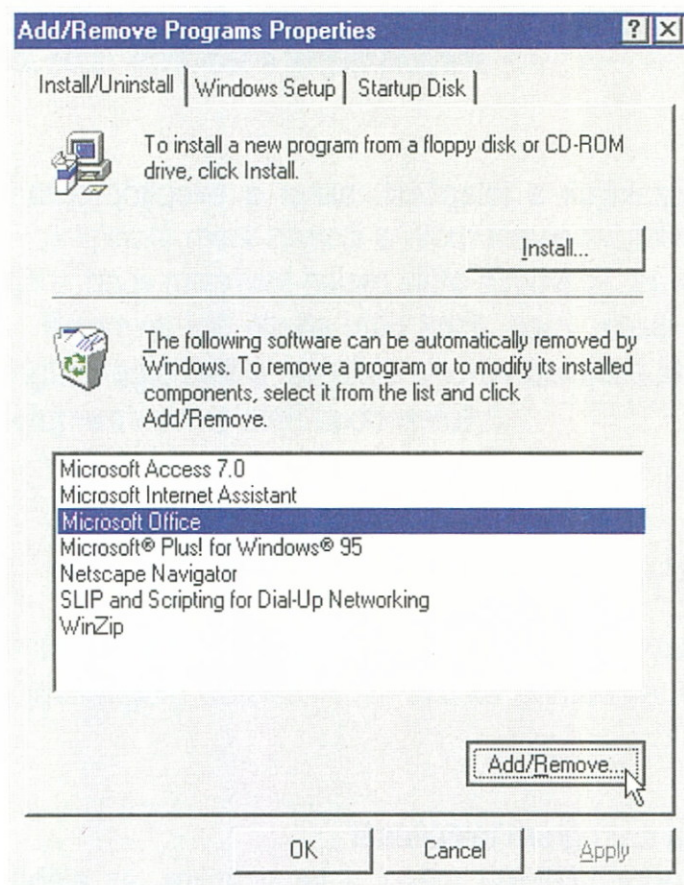 Add/Remove Programs Properties
Install/Uninstall
Windows Setup
Startup Disk
To install a new program from a floppy disk or CD-ROM
drive, click Install.
Install...
The following software can be automatically removed by
Windows. To remove a program or to modify its installed
components, select it from the list and click
Add/Remove.
Microsoft Access 7.0
Microsoft Internet Assistant
Microsoft Office
Microsoft® Plus! for Windows® 95
Netscape Navigator
SLIP and Scripting for Dial-Up Networking
WinZip
Add/Remove...
OK
Cancel
Apply